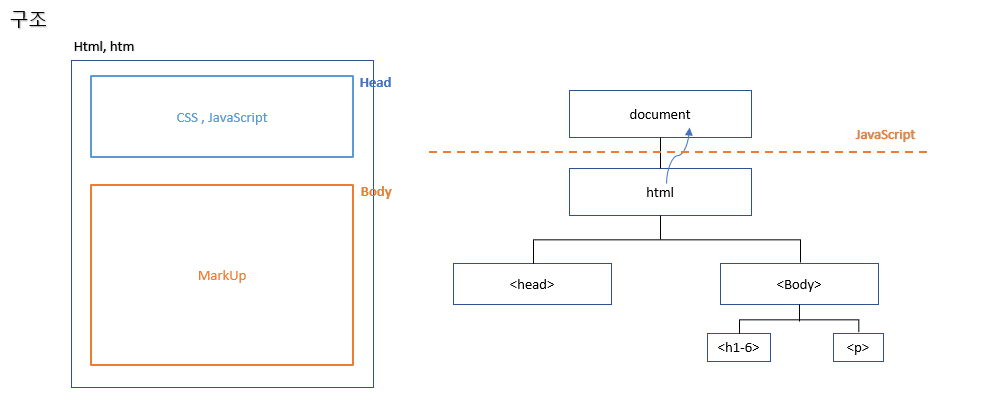 구조
Html, htm
Head
CSS , JavaScript
Body
MarkUp
document
JavaScript
html
<head>
<Body>
<h1-6>
<p>